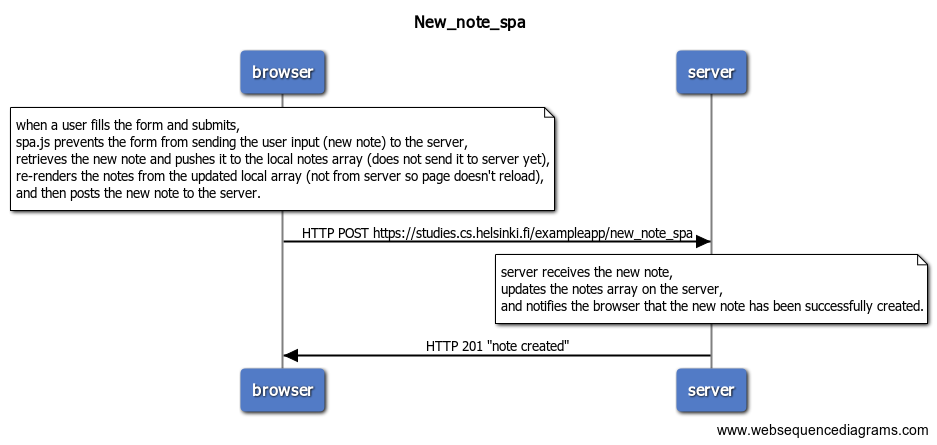 New_note_spa
browser
server
when a user fills the form and submits,
spa.js prevents the form from sending the user input (new note) to the server,
retrieves the new note and pushes it to the local notes array (does not send it to server yet),
re-renders the notes from the updated local array (not from server so page doesn't reload),
and then posts the new note to the server.
HTTP POST https://studies.cs.helsinki.fi/exampleapp/new_note_spa
server receives the new note,
updates the notes array on the server,
and notifies the browser that the new note has been successfully created.
HTTP 201 "note created"
browser
server
www.websequencediagrams.com